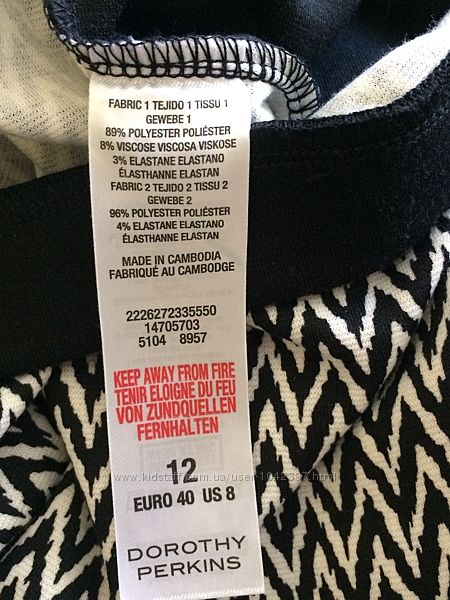 FABRIC 1 TEJIDO 1 TISSU 1
GEWEBE 1
89% POLYESTER POLIÉSTER
8% VISCOSE VISCOSA VISKOSE
3% ELASTANE ELASTANO
ÉLASTHANNE ELASTAN
FABRIC 2 TEJIDO 2 TISSU 2
GEWEBE 2
96% POLYESTER POLIÉSTER
4% ELASTANE ELASTANO
ÉLASTHANNE ELASTAN
MADE IN CAMBODIA
FABRIQUÉ AU CAMBODGE
2226272335550
14705703
5104 8957
KEEP AWAY FROM FIRE
TENIR ELOIGNE DU FEU
VON ZUNDQUELLEN
FERNHALTEN
12
EURO 40 US 8
DOROTHY
PERKINS